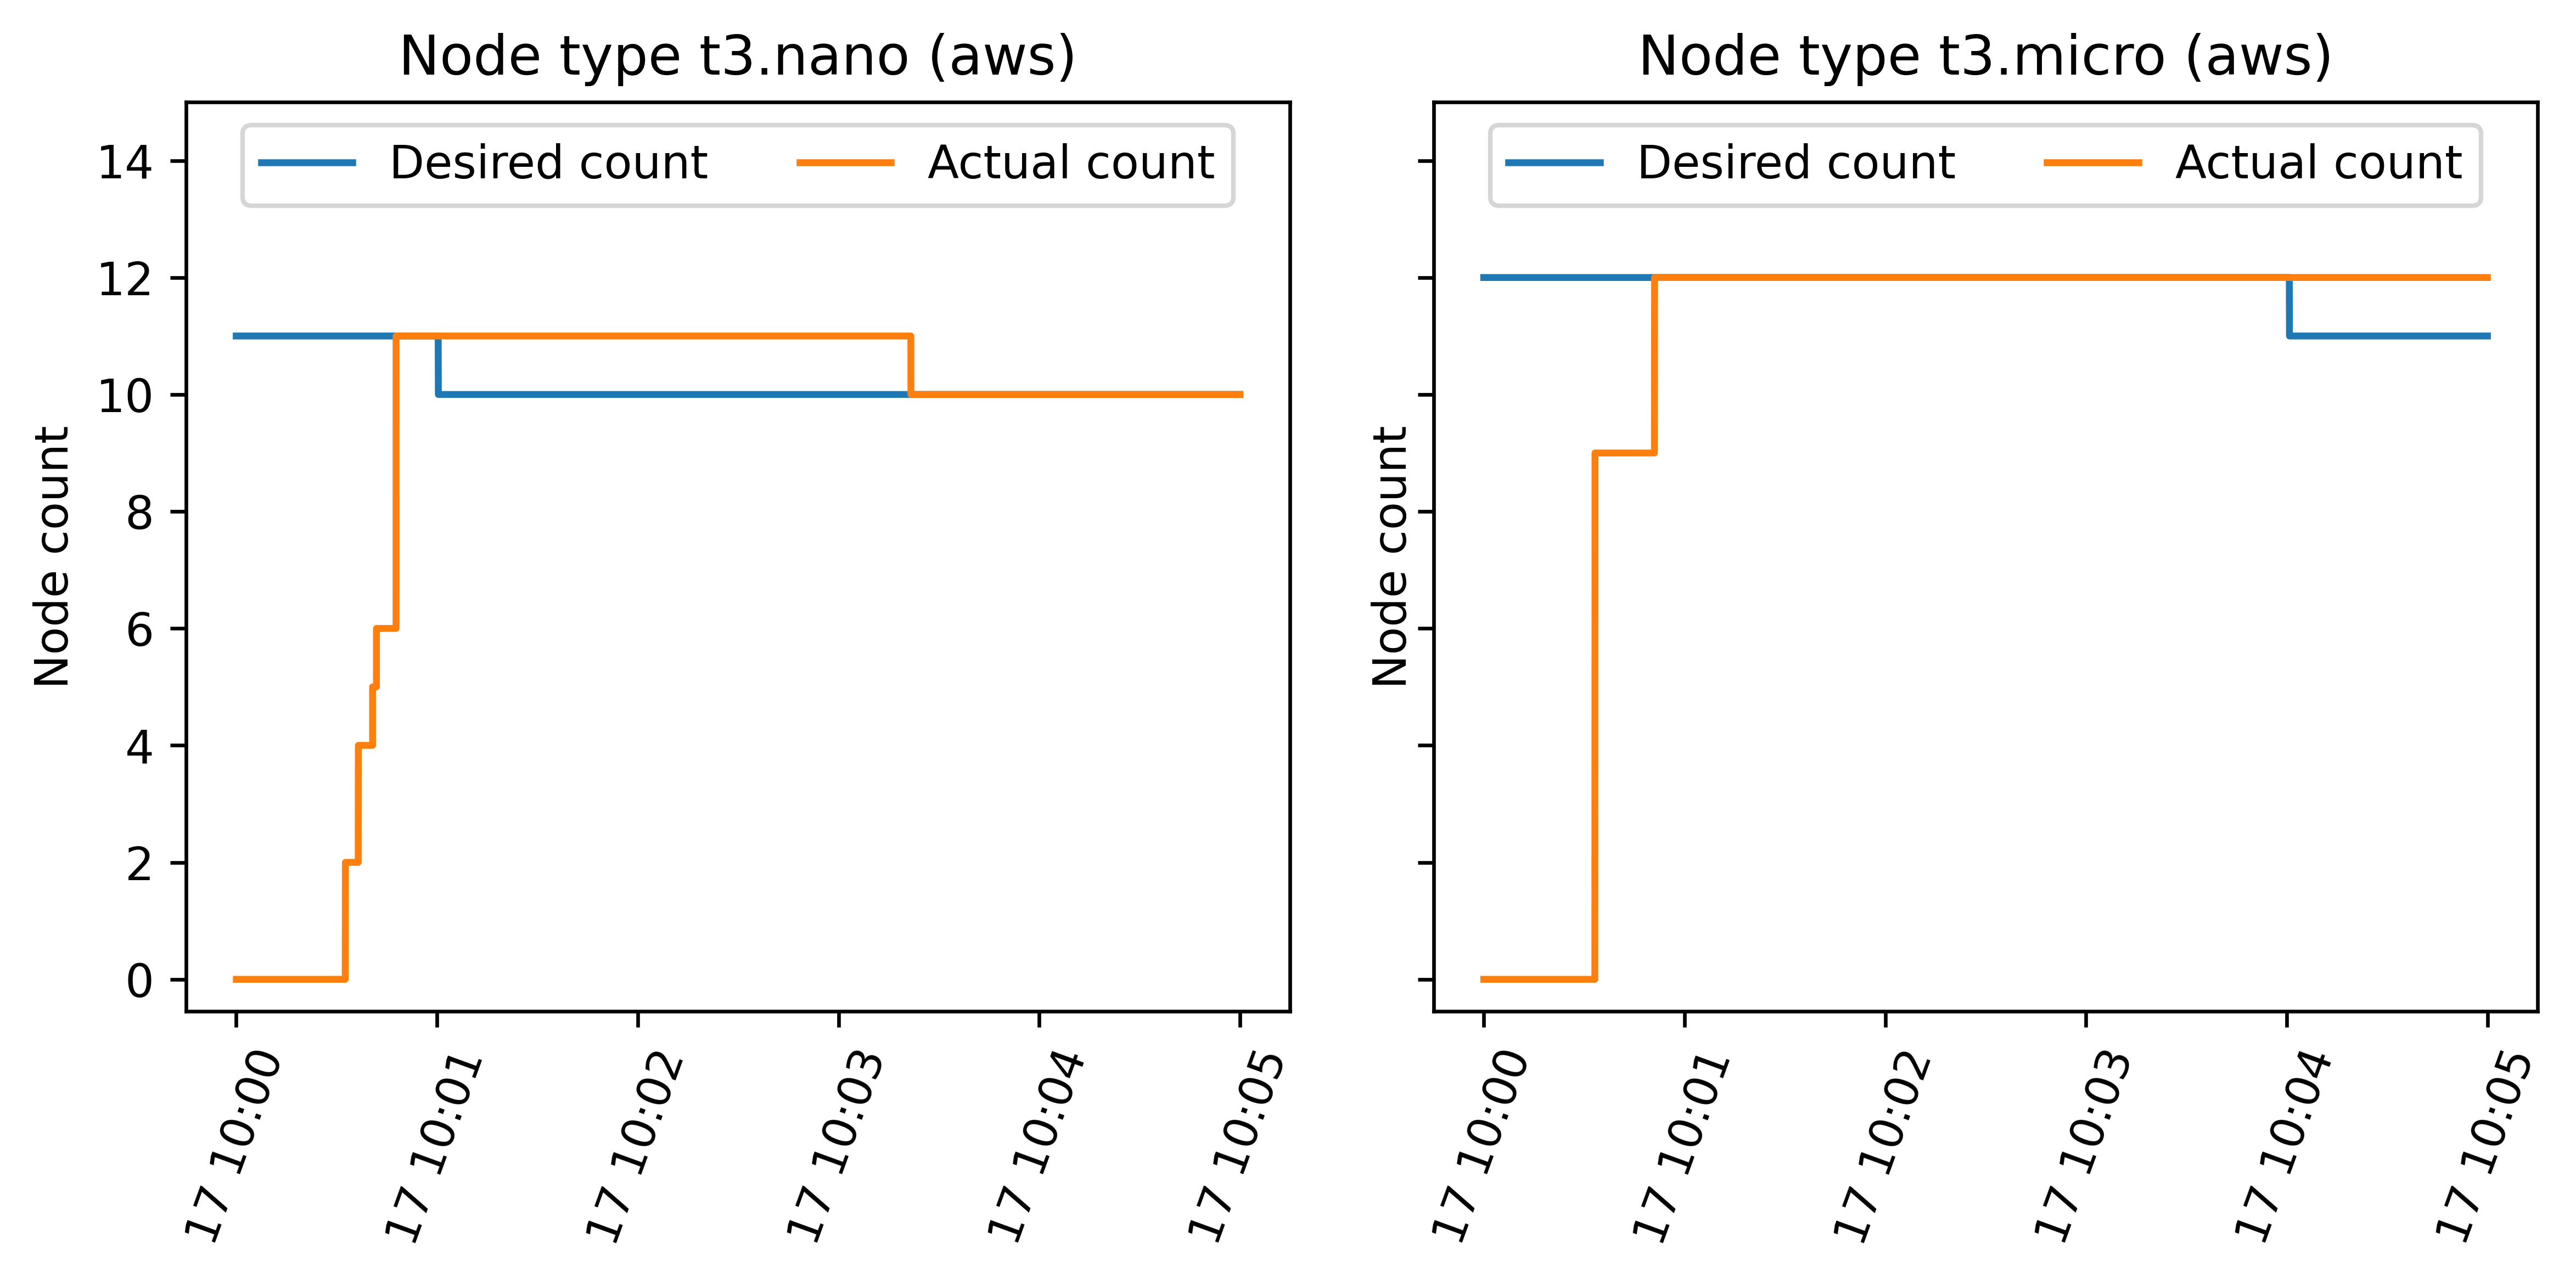 Node type t3.nano (aws)
Desired count
Actual count
Node count
14
12
10
8
6
4
2
0
17 10:00
17 10:01
17 10:02
17 10:03
17 10:04
17 10:05
Node type t3.micro (aws)
Desired count
Actual count
Node count
17 10:00
17 10:01
17 10:02
17 10:03
17 10:04
17 10:05